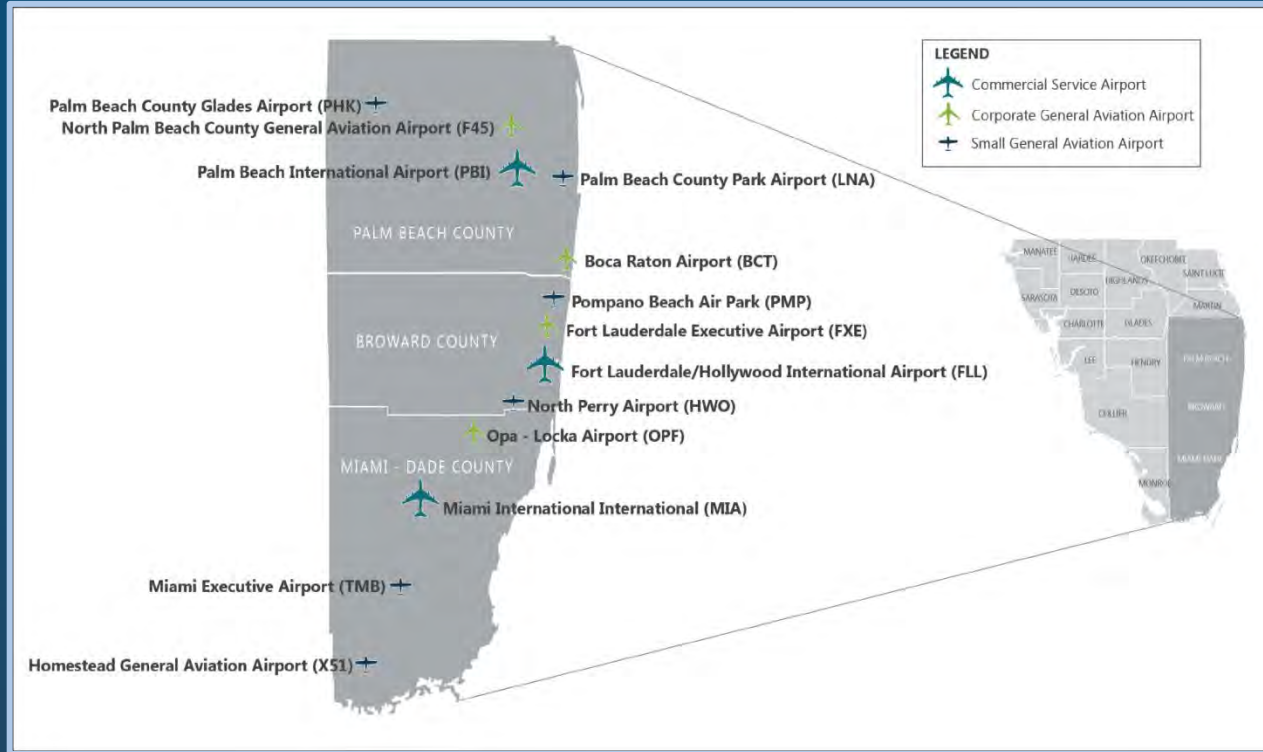 LEGEND
Commercial Service Airport
Corporate General Aviation Airport
Small General Aviation Airport
Palm Beach County Glades Airport (PHK)
North Palm Beach County General Aviation Airport (F45)
Palm Beach International Airport (PBI)
Palm Beach County Park Airport (LNA)
PALM BEACH COUNTY
Boca Raton Airport (BCT)
Pompano Beach Air Park (PMP)
Fort Lauderdale Executive Airport (FXE)
BROWARD COUNTY
Fort Lauderdale/Hollywood International Airport (FLL)
North Perry Airport (HWO)
Opa - Locka Airport (OPF)
MIAMI - DADE COUNTY
Miami International International (MIA)
Miami Executive Airport (TMB)
Homestead General Aviation Airport (X51)
MANATEE
HARDEE
OKEECHOBEE
HIGHLANDS
SAINT LUCIE
SARASOTA
DESOTO
MARTIN
CHARLOTTE
GLADES
LEE
HENDRY
PALM BEACH
BROWARD
COLLIER
MIAMI-DADE
MONROE